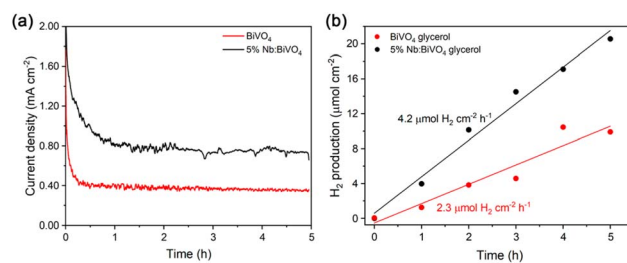 (a)
BiVO₄
5% Nb:BiVO₄
Current density (mA cm⁻²)
2.00
1.60
1.20
0.80
0.40
0.00
0
1
2
3
4
5
Time (h)
(b)
BiVO₄ glycerol
5% Nb:BiVO₄ glycerol
H₂ production (μmol cm⁻²)
20
16
12
8
4
0
4.2 μmol H₂ cm⁻² h⁻¹
2.3 μmol H₂ cm⁻² h⁻¹
0
1
2
3
4
5
Time (h)